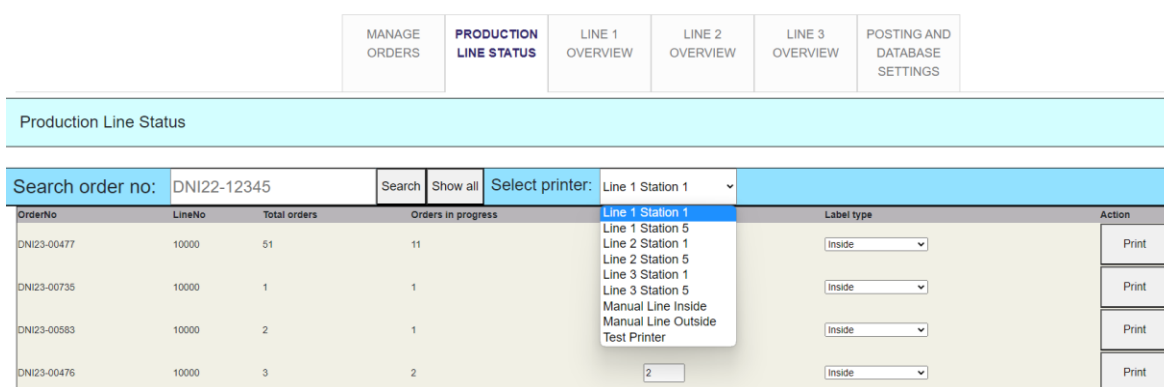 MANAGE ORDERS
PRODUCTION LINE STATUS
LINE 1 OVERVIEW
LINE 2 OVERVIEW
LINE 3 OVERVIEW
POSTING AND DATABASE SETTINGS
Production Line Status
Search order no: DNI22-12345 Search Show all Select printer: Line 1 Station 1
OrderNo LineNo Total orders Orders in progress Label type Action
Line 1 Station 1
Line 1 Station 5
Line 2 Station 1
Line 2 Station 5
Line 3 Station 1
Line 3 Station 5
Manual Line Inside
Manual Line Outside
Test Printer
DNI23-00477 10000 51 11 Inside Print
DNI23-00735 10000 1 1 Inside Print
DNI23-00583 10000 2 1 Inside Print
DNI23-00476 10000 3 2 2 Inside Print